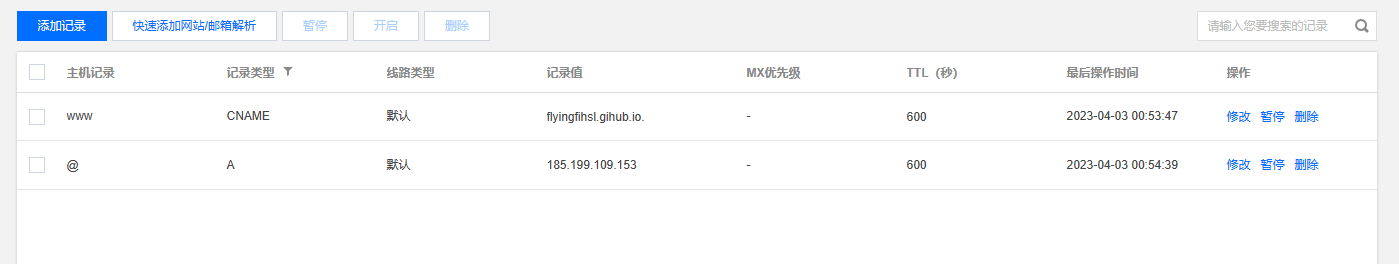 添加记录 快速添加网站/邮箱解析 暂停 开启 删除 请输入您要搜索的记录
主机记录 记录类型 线路类型 记录值 MX优先级 TTL（秒） 最后操作时间 操作
www CNAME 默认 flyingfihsl.gihub.io. - 600 2023-04-03 00:53:47 修改 暂停 删除
@ A 默认 185.199.109.153 - 600 2023-04-03 00:54:39 修改 暂停 删除